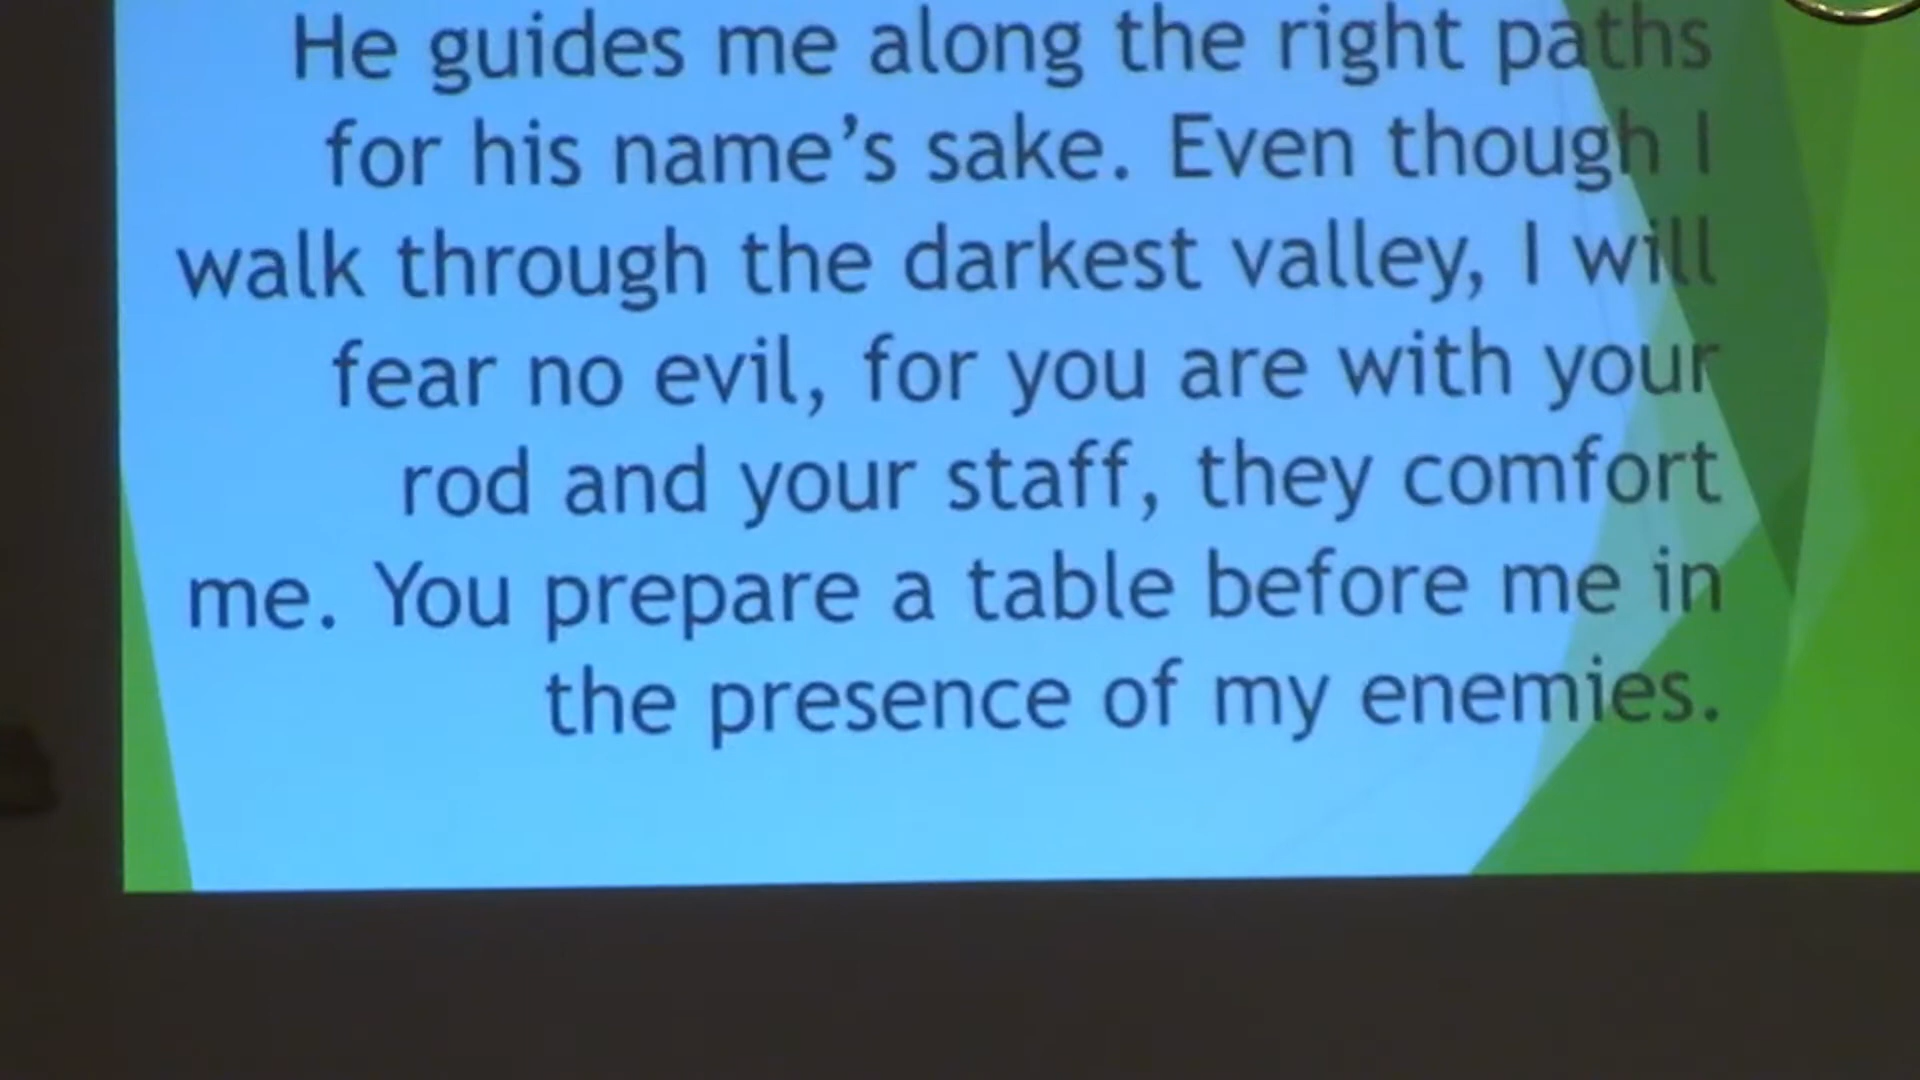 He guides me along the right paths
for his name’s sake. Even though I
walk through the darkest valley, I will
fear no evil, for you are with your
rod and your staff, they comfort
me. You prepare a table before me in
the presence of my enemies.